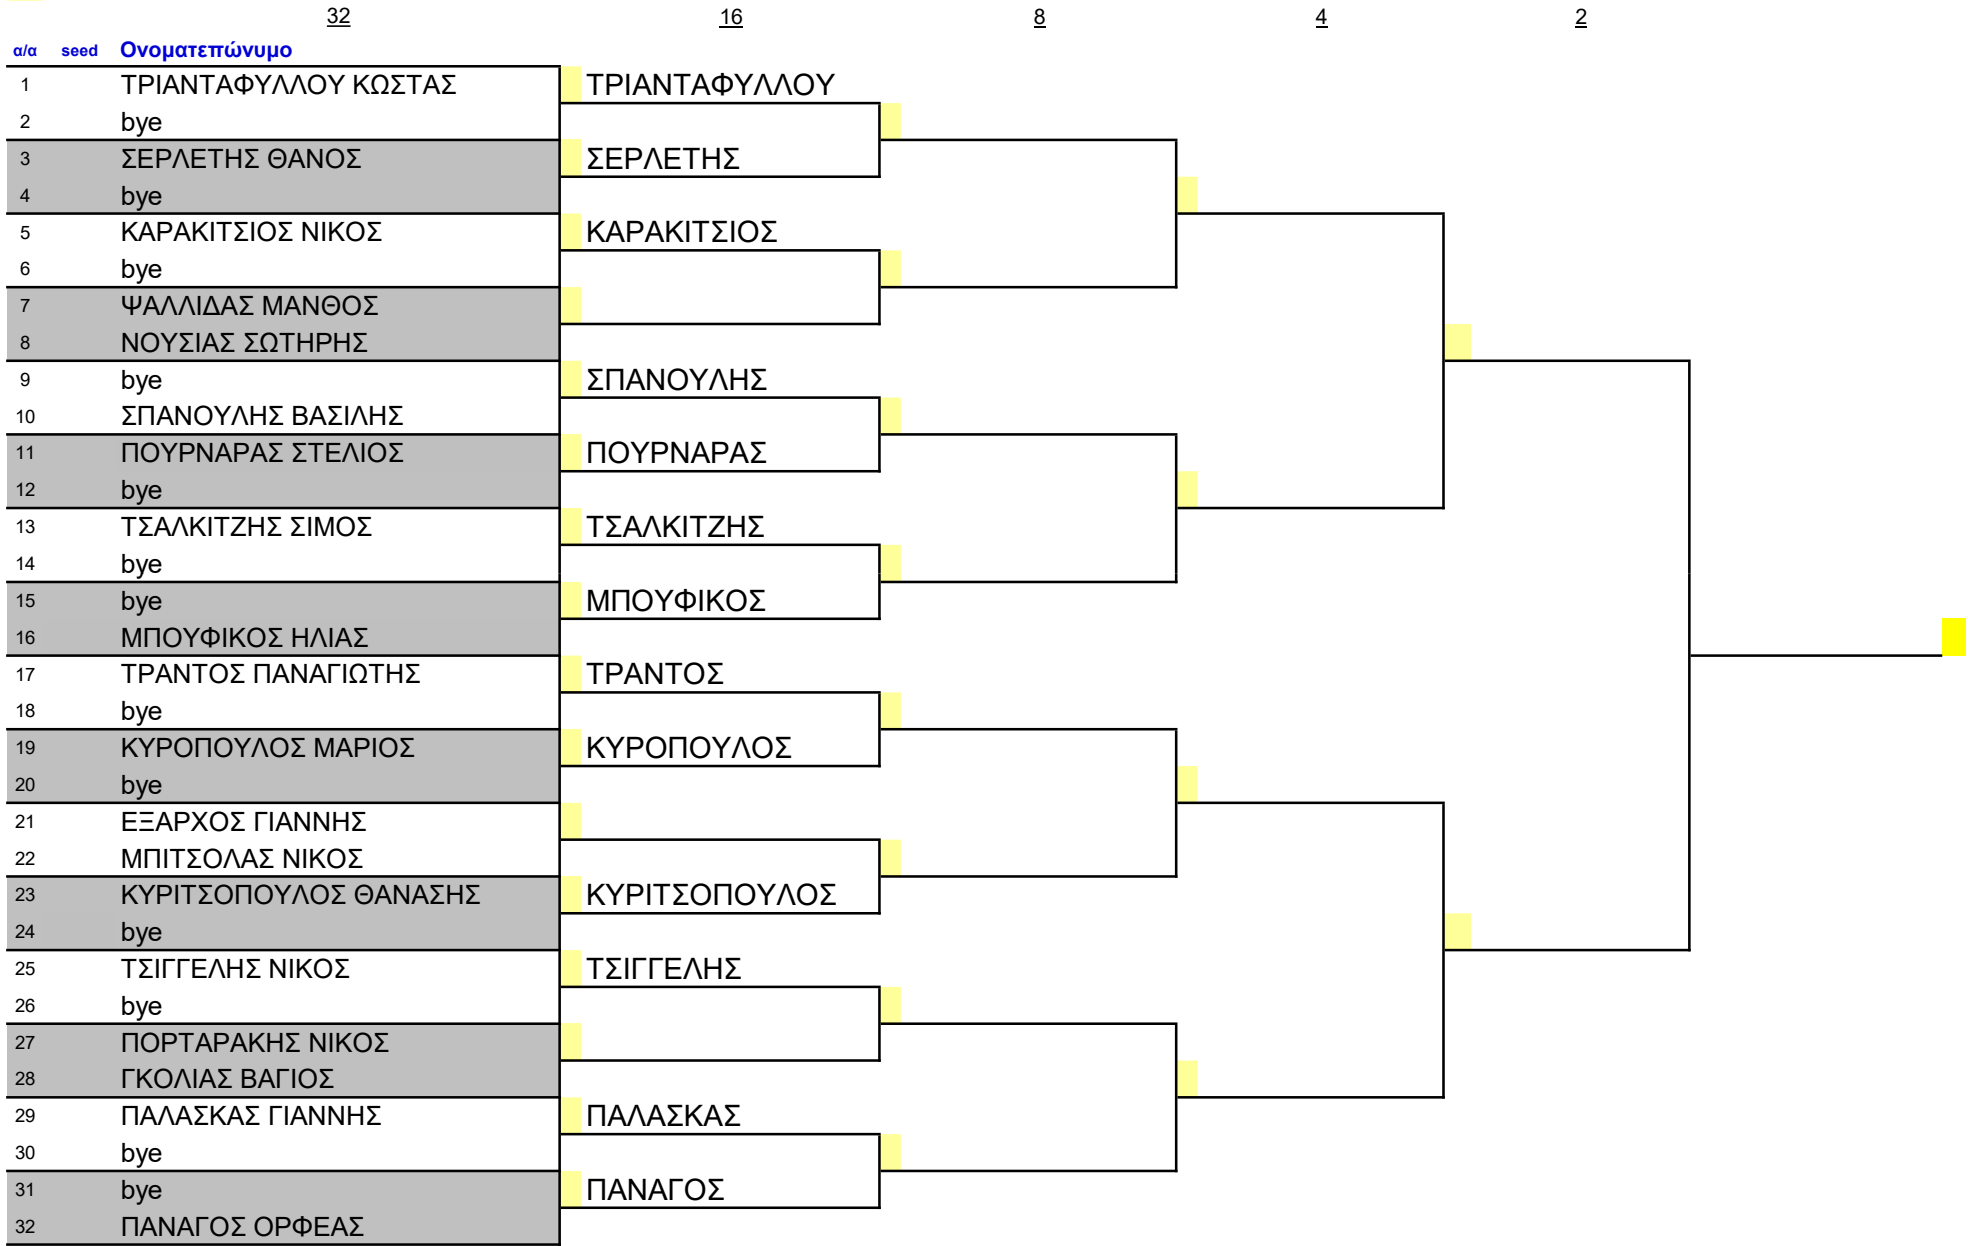 32 16 8 4 2
α/α seed Ονοματεπώνυμο
1 ΤΡΙΑΝΤΑΦΥΛΛΟΥ ΚΩΣΤΑΣ ΤΡΙΑΝΤΑΦΥΛΛΟΥ
2 bye
3 ΣΕΡΛΕΤΗΣ ΘΑΝΟΣ ΣΕΡΛΕΤΗΣ
4 bye
5 ΚΑΡΑΚΙΤΣΙΟΣ ΝΙΚΟΣ ΚΑΡΑΚΙΤΣΙΟΣ
6 bye
7 ΨΑΛΛΙΔΑΣ ΜΑΝΘΟΣ
8 ΝΟΥΣΙΑΣ ΣΩΤΗΡΗΣ
9 bye ΣΠΑΝΟΥΛΗΣ
10 ΣΠΑΝΟΥΛΗΣ ΒΑΣΙΛΗΣ
11 ΠΟΥΡΝΑΡΑΣ ΣΤΕΛΙΟΣ ΠΟΥΡΝΑΡΑΣ
12 bye
13 ΤΣΑΛΚΙΤΖΗΣ ΣΙΜΟΣ ΤΣΑΛΚΙΤΖΗΣ
14 bye
15 bye ΜΠΟΥΦΙΚΟΣ
16 ΜΠΟΥΦΙΚΟΣ ΗΛΙΑΣ
17 ΤΡΑΝΤΟΣ ΠΑΝΑΓΙΩΤΗΣ ΤΡΑΝΤΟΣ
18 bye
19 ΚΥΡΟΠΟΥΛΟΣ ΜΑΡΙΟΣ ΚΥΡΟΠΟΥΛΟΣ
20 bye
21 ΕΞΑΡΧΟΣ ΓΙΑΝΝΗΣ
22 ΜΠΙΤΣΟΛΑΣ ΝΙΚΟΣ
23 ΚΥΡΙΤΣΟΠΟΥΛΟΣ ΘΑΝΑΣΗΣ ΚΥΡΙΤΣΟΠΟΥΛΟΣ
24 bye
25 ΤΣΙΓΓΕΛΗΣ ΝΙΚΟΣ ΤΣΙΓΓΕΛΗΣ
26 bye
27 ΠΟΡΤΑΡΑΚΗΣ ΝΙΚΟΣ
28 ΓΚΟΛΙΑΣ ΒΑΓΙΟΣ
29 ΠΑΛΑΣΚΑΣ ΓΙΑΝΝΗΣ ΠΑΛΑΣΚΑΣ
30 bye
31 bye ΠΑΝΑΓΟΣ
32 ΠΑΝΑΓΟΣ ΟΡΦΕΑΣ